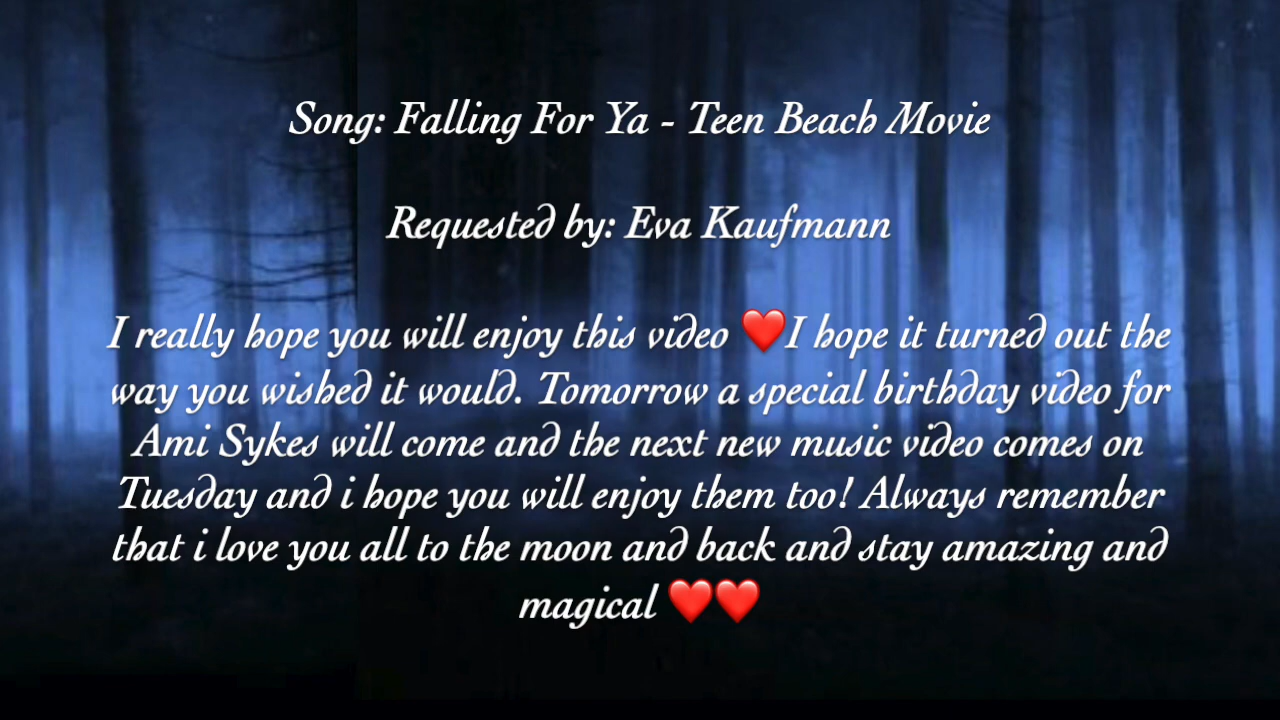 Song: Falling For Ya - Teen Beach Movie
Requested by: Eva Kaufmann
I really hope you will enjoy this video ❤️I hope it turned out the
way you wished it would. Tomorrow a special birthday video for
Ami Sykes will come and the next new music video comes on
Tuesday and i hope you will enjoy them too! Always remember
that i love you all to the moon and back and stay amazing and
magical ❤️❤️